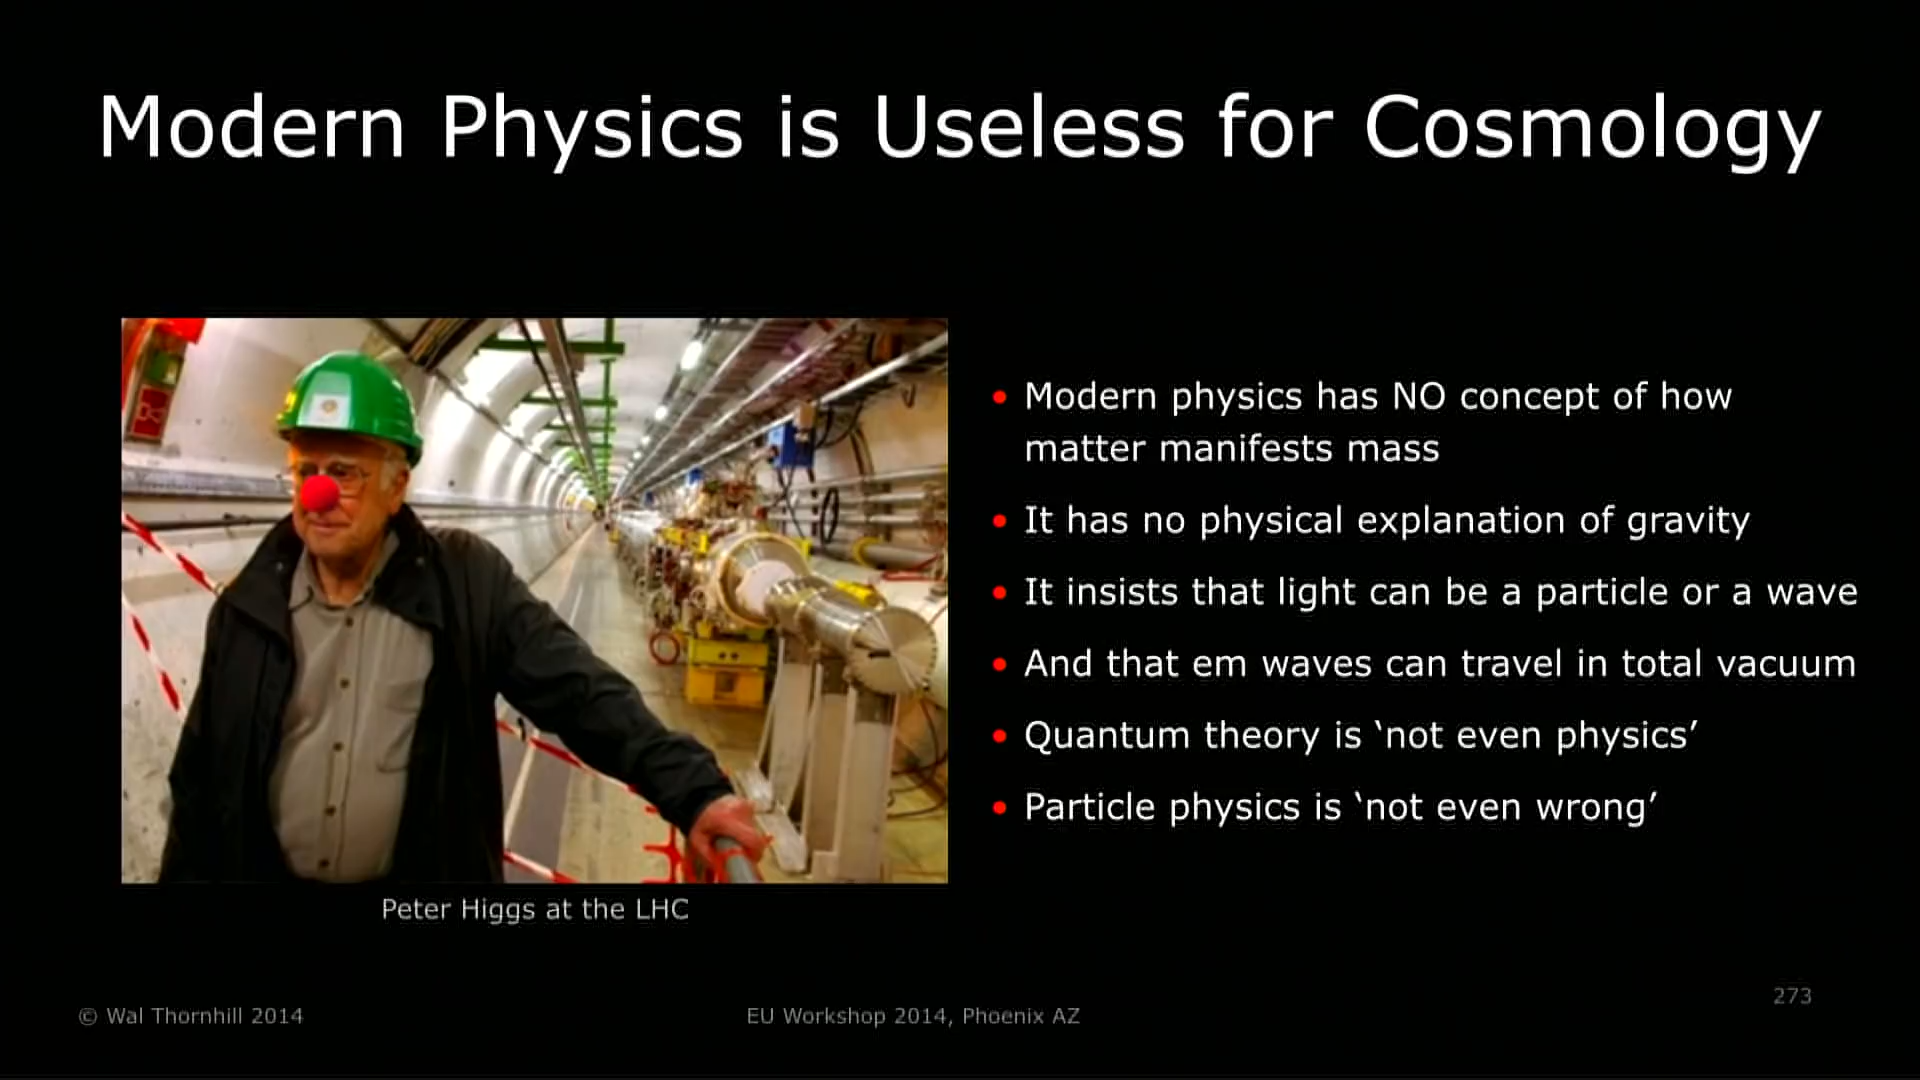 Modern Physics is Useless for Cosmology
• Modern physics has NO concept of how
matter manifests mass
• It has no physical explanation of gravity
• It insists that light can be a particle or a wave
• And that em waves can travel in total vacuum
• Quantum theory is ‛not even physics’
• Particle physics is ‛not even wrong’
Peter Higgs at the LHC
© Wal Thornhill 2014
EU Workshop 2014, Phoenix AZ
273